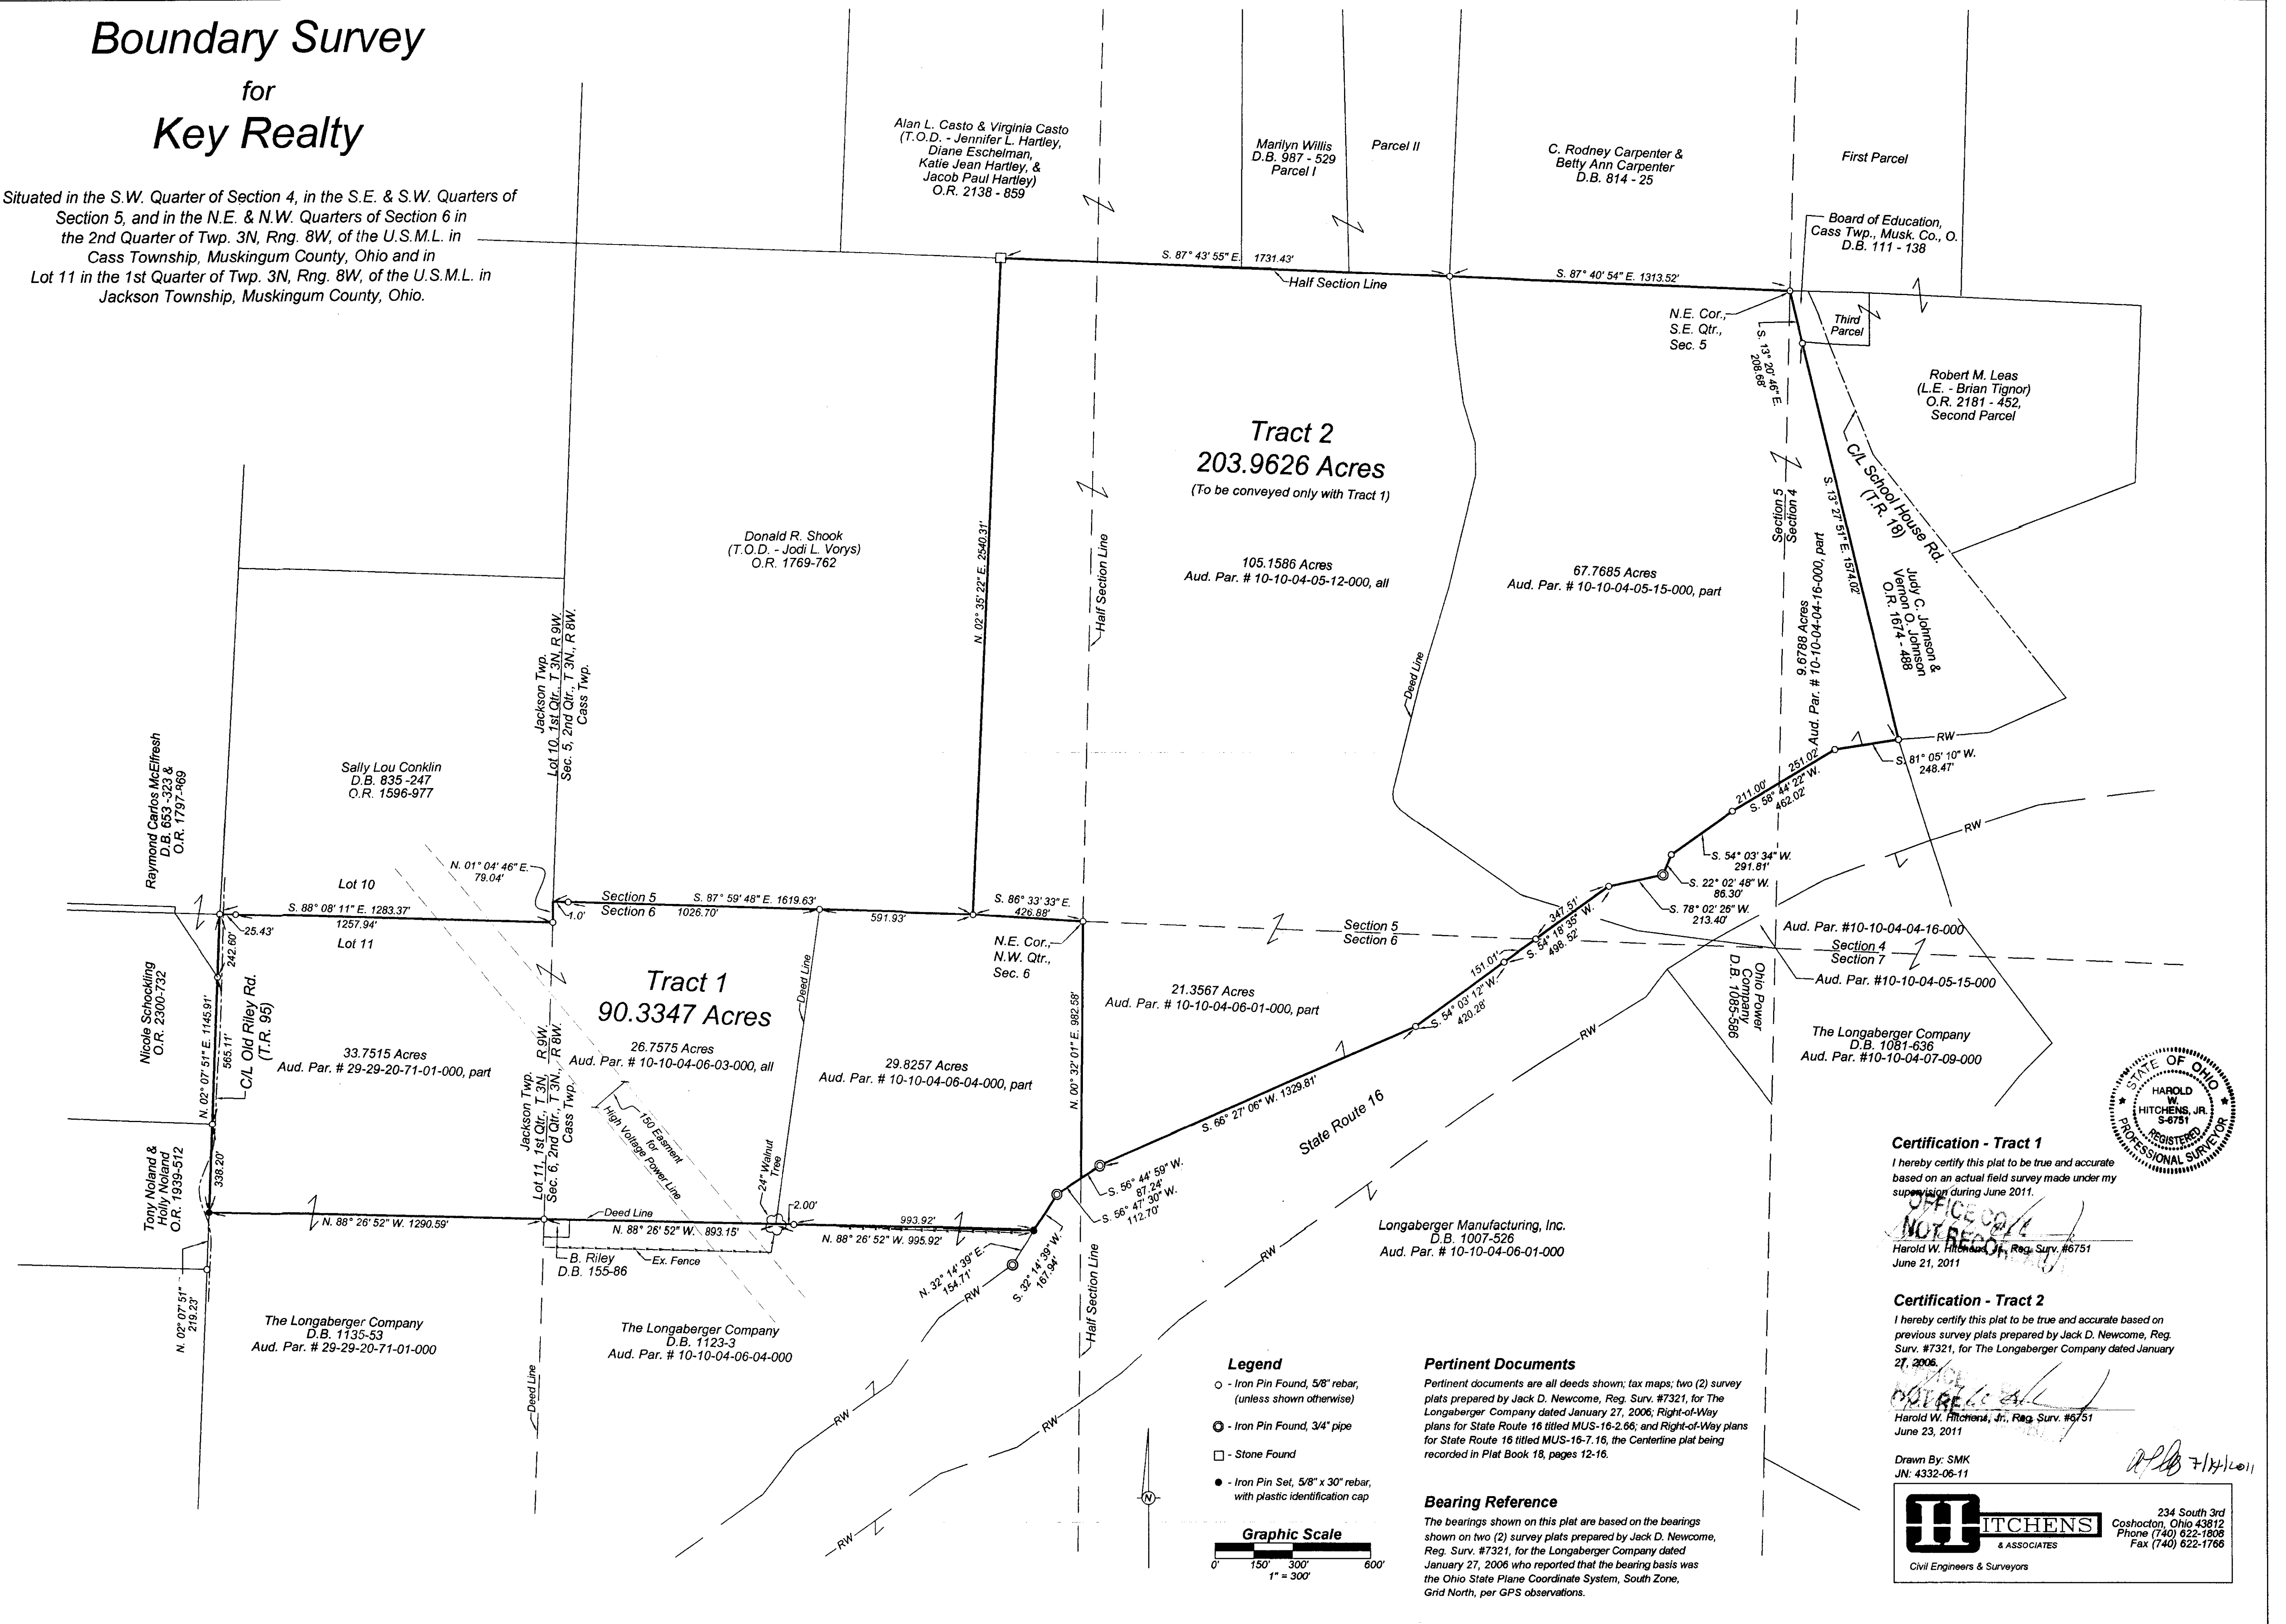 Boundary Survey
for
Key Realty
Situated in the S.W. Quarter of Section 4, in the S.E. & S.W. Quarters of
Section 5, and in the N.E. & N.W. Quarters of Section 6 in
the 2nd Quarter of Twp. 3N, Rng. 8W, of the U.S.M.L. in
Cass Township, Muskingum County, Ohio and in
Lot 11 in the 1st Quarter of Twp. 3N, Rng. 8W, of the U.S.M.L. in
Jackson Township, Muskingum County, Ohio.
Alan L. Casto & Virginia Casto
(T.O.D. - Jennifer L. Hartley,
Diane Eschelman,
Katie Jean Hartley, &
Jacob Paul Hartley)
O.R. 2138 - 859
Marilyn Willis
D.B. 987 - 529
Parcel I
Parcel II
C. Rodney Carpenter &
Betty Ann Carpenter
D.B. 814 - 25
First Parcel
Board of Education,
Cass Twp., Musk. Co., O.
D.B. 111 - 138
S. 87° 43' 55" E. 1731.43'
Half Section Line
S. 87° 40' 54" E. 1313.52'
N.E. Cor.,
S.E. Qtr.,
Sec. 5
S. 13° 20' 46" E.
208.68'
Third
Parcel
Robert M. Leas
(L.E. - Brian Tignor)
O.R. 2181 - 452,
Second Parcel
Tract 2
203.9626 Acres
(To be conveyed only with Tract 1)
C/L School House Rd.
(T.R. 18)
Section 5
Section 4
S. 13° 27' 51" E. 1574.02'
Donald R. Shook
(T.O.D. - Jodi L. Vorys)
O.R. 1769-762
N. 02° 35' 22" E. 2540.31'
Half Section Line
105.1586 Acres
Aud. Par. # 10-10-04-05-12-000, all
67.7685 Acres
Aud. Par. # 10-10-04-05-15-000, part
9.6788 Acres
Aud. Par. # 10-10-04-04-16-000, part
Judy C. Johnson &
Vernon O. Johnson
O.R. 1674 - 488
Deed Line
Jackson Twp.
Lot 10, 1st Qtr., T 3N, R 9W.
Sec. 5, 2nd Qtr., T 3N., R 8W.
Cass Twp.
RW
S. 81° 05' 10" W.
248.47'
251.02'
211.00'
S. 58° 44' 22" W.
462.02'
Raymond Carlos McElfresh
D.B. 653 -323 &
O.R. 1797-869
Sally Lou Conklin
D.B. 835 -247
O.R. 1596-977
RW
S. 54° 03' 34" W.
291.81'
S. 22° 02' 48" W.
86.30'
S. 78° 02' 26" W.
213.40'
N. 01° 04' 46" E.
79.04'
Lot 10
S. 88° 08' 11" E. 1283.37'
1257.94'
25.43'
Lot 11
1.0'
Section 5
Section 6
S. 87° 59' 48" E. 1619.63'
1026.70'
591.93'
S. 86° 33' 33" E.
426.88'
N.E. Cor.,
N.W. Qtr.,
Sec. 6
Section 5
Section 6
347.51'
S. 54° 18' 35" W.
498.52'
151.01'
S. 54° 03' 12" W.
420.28'
Aud. Par. #10-10-04-04-16-000
Section 4
Section 7
Aud. Par. #10-10-04-05-15-000
Ohio Power
Company
D.B. 1085-586
242.60'
Nicole Schockling
O.R. 2300-732
N. 02° 07' 51" E. 1145.91'
565.11'
C/L Old Riley Rd.
(T.R. 95)
Tract 1
90.3347 Acres
Deed Line
33.7515 Acres
Aud. Par. # 29-29-20-71-01-000, part
26.7575 Acres
Aud. Par. # 10-10-04-06-03-000, all
29.8257 Acres
Aud. Par. # 10-10-04-06-04-000, part
21.3567 Acres
Aud. Par. # 10-10-04-06-01-000, part
N. 00° 32' 01" E. 982.58'
RW
The Longaberger Company
D.B. 1081-636
Aud. Par. #10-10-04-07-09-000
Jackson Twp.
Lot 11, 1st Qtr., T 3N, R 9W.
Sec. 6, 2nd Qtr., T 3N., R 8W.
Cass Twp.
150 Easment
for
High Voltage Power Line
S. 66° 27' 06" W. 1329.81'
State Route 16
Tony Noland &
Holly Noland
O.R. 1939-512
338.20'
24" Walnut
Tree
2.00'
S. 56° 44' 59" W.
87.24'
S. 56° 47' 30" W.
112.70'
N. 88° 26' 52" W. 1290.59'
Deed Line
N. 88° 26' 52" W. 893.15'
993.92'
N. 88° 26' 52" W. 995.92'
B. Riley
D.B. 155-86
Ex. Fence
N. 32° 14' 39" E.
154.71'
S. 32° 14' 39" W.
167.94'
RW
RW
Longaberger Manufacturing, Inc.
D.B. 1007-526
Aud. Par. # 10-10-04-06-01-000
N. 02° 07' 51"
219.23'
The Longaberger Company
D.B. 1135-53
Aud. Par. # 29-29-20-71-01-000
Deed Line
The Longaberger Company
D.B. 1123-3
Aud. Par. # 10-10-04-06-04-000
Half Section Line
RW
RW
RW
Legend
- Iron Pin Found, 5/8" rebar,
(unless shown otherwise)
- Iron Pin Found, 3/4" pipe
- Stone Found
- Iron Pin Set, 5/8" x 30" rebar,
with plastic identification cap
N
Graphic Scale
0' 150' 300' 600'
1" = 300'
Pertinent Documents
Pertinent documents are all deeds shown; tax maps; two (2) survey
plats prepared by Jack D. Newcome, Reg. Surv. #7321, for The
Longaberger Company dated January 27, 2006; Right-of-Way
plans for State Route 16 titled MUS-16-2.66; and Right-of-Way plans
for State Route 16 titled MUS-16-7.16, the Centerline plat being
recorded in Plat Book 18, pages 12-16.
Bearing Reference
The bearings shown on this plat are based on the bearings
shown on two (2) survey plats prepared by Jack D. Newcome,
Reg. Surv. #7321, for the Longaberger Company dated
January 27, 2006 who reported that the bearing basis was
the Ohio State Plane Coordinate System, South Zone,
Grid North, per GPS observations.
STATE OF OHIO
HAROLD
W.
HITCHENS, JR.
S-6751
REGISTERED
PROFESSIONAL SURVEYOR
Certification - Tract 1
I hereby certify this plat to be true and accurate
based on an actual field survey made under my
supervision during June 2011.
OFFICE
NOT
Harold W. Hitchens, Jr., Reg. Surv. #6751
June 21, 2011
Certification - Tract 2
I hereby certify this plat to be true and accurate based on
previous survey plats prepared by Jack D. Newcome, Reg.
Surv. #7321, for The Longaberger Company dated January
27, 2006.
Harold W. Hitchens, Jr., Reg. Surv. #6751
June 23, 2011
Drawn By: SMK
JN: 4332-06-11
HITCHENS
& ASSOCIATES
Civil Engineers & Surveyors
234 South 3rd
Coshocton, Ohio 43812
Phone (740) 622-1808
Fax (740) 622-1766